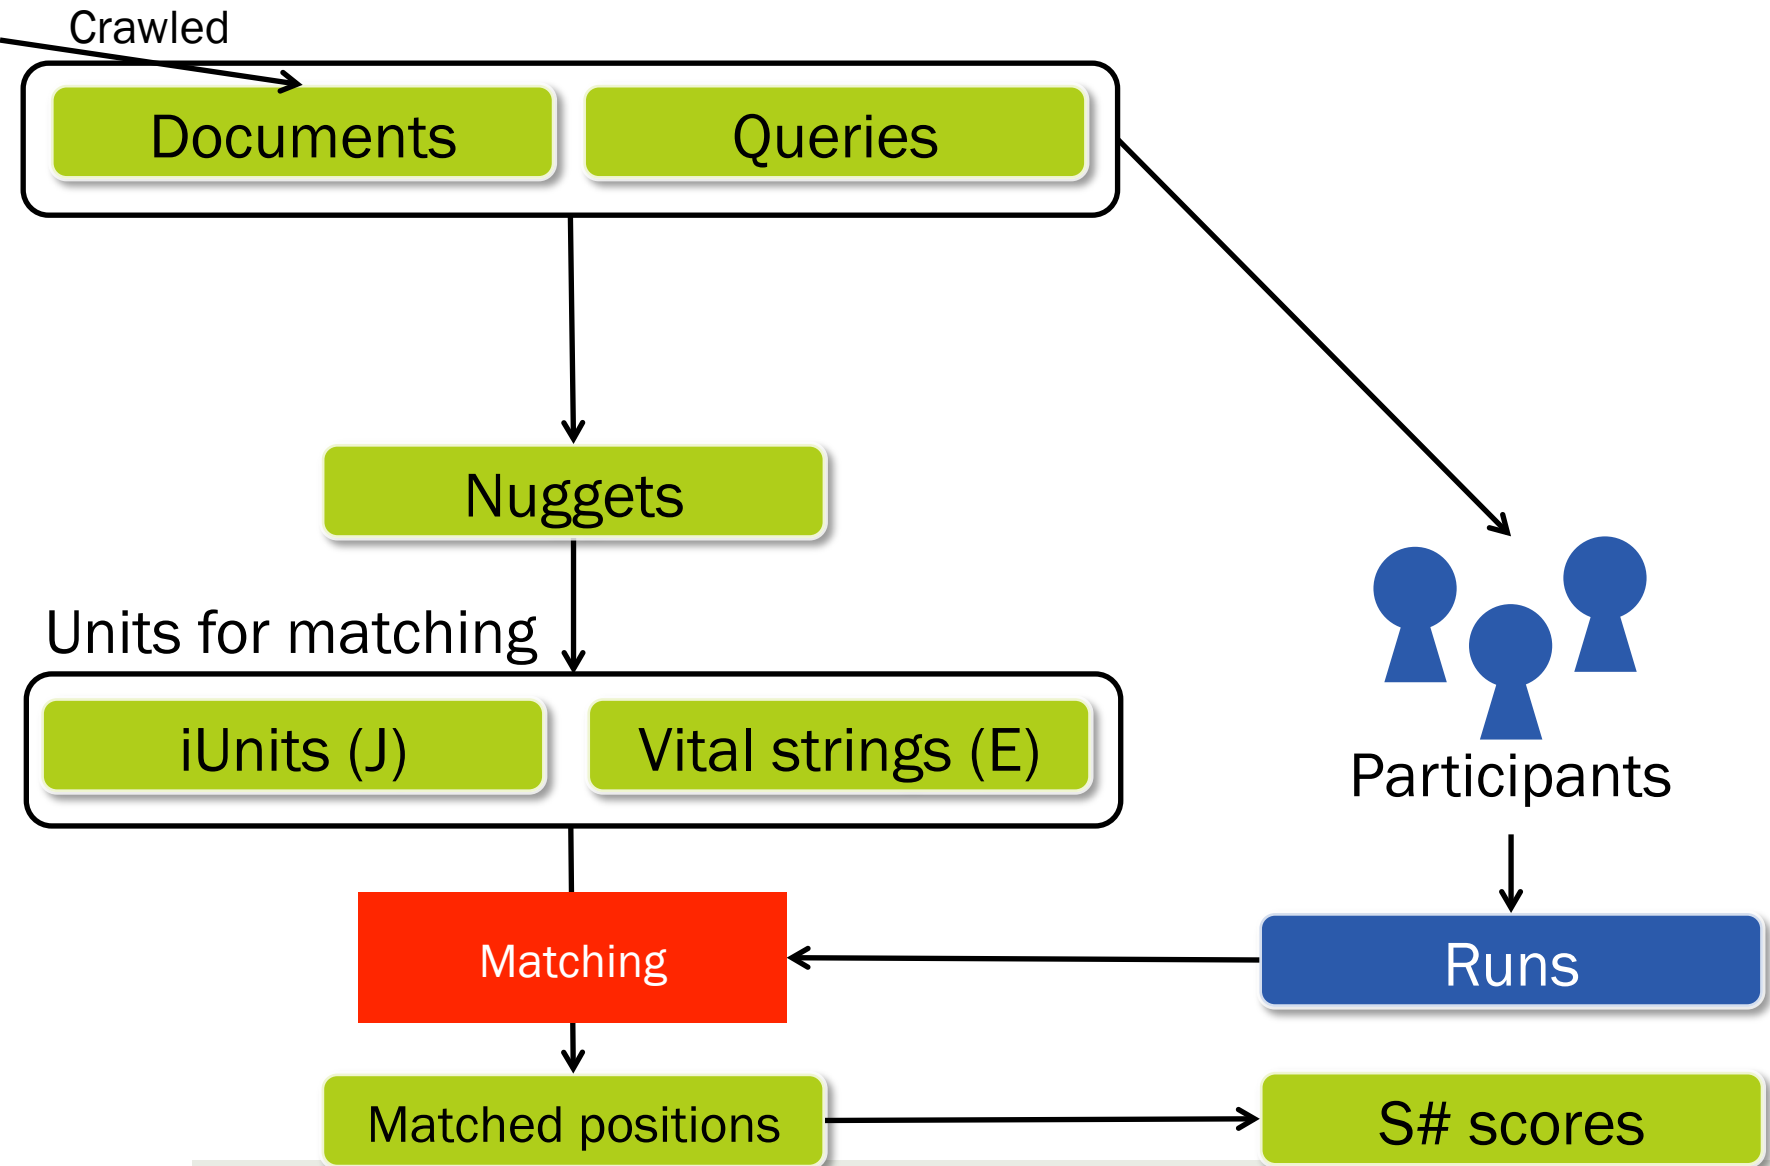 Crawled
Documents
Queries
Nuggets
Units for matching
iUnits (J)
Vital strings (E)
Participants
Matching
Runs
Matched positions
S# scores